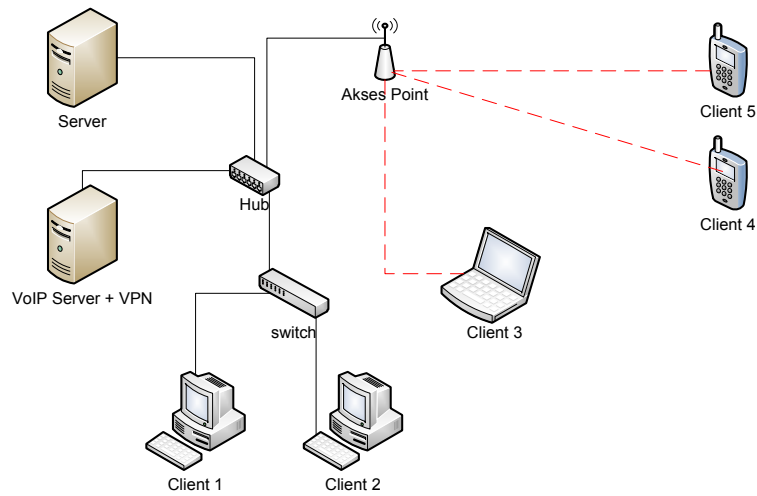 Server
Akses Point
Client 5
Hub
Client 4
VoIP Server + VPN
switch
Client 3
Client 1
Client 2